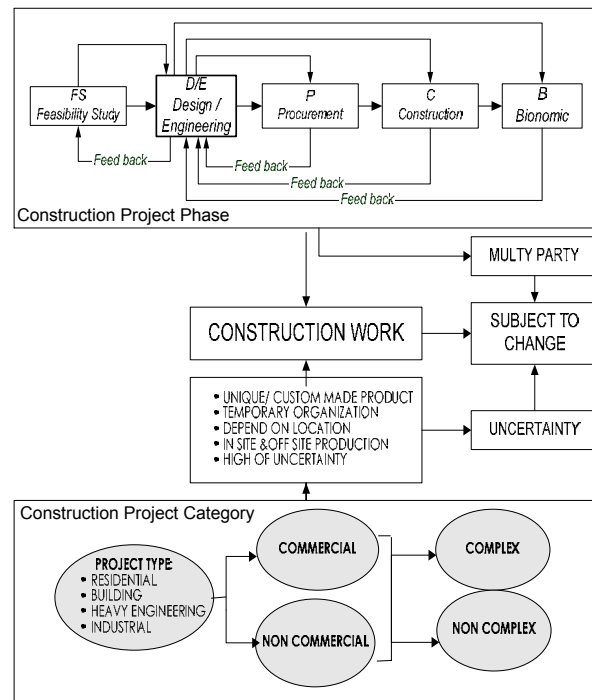 FS
Feasibility Study
D/E
Design /
Engineering
P
Procurement
C
Construction
B
Bionomic
Feed back
Feed back
Feed back
Construction Project Phase
MULTY PARTY
CONSTRUCTION WORK
SUBJECT TO
CHANGE
• UNIQUE/ CUSTOM MADE PRODUCT
• TEMPORARY ORGANIZATION
• DEPEND ON LOCATION
• IN SITE &OFF SITE PRODUCTION
• HIGH OF UNCERTAINTY
UNCERTAINTY
Construction Project Category
PROJECT TYPE:
• RESIDENTIAL
• BUILDING
• HEAVY ENGINEERING
• INDUSTRIAL
COMMERCIAL
COMPLEX
NON COMMERCIAL
NON COMPLEX